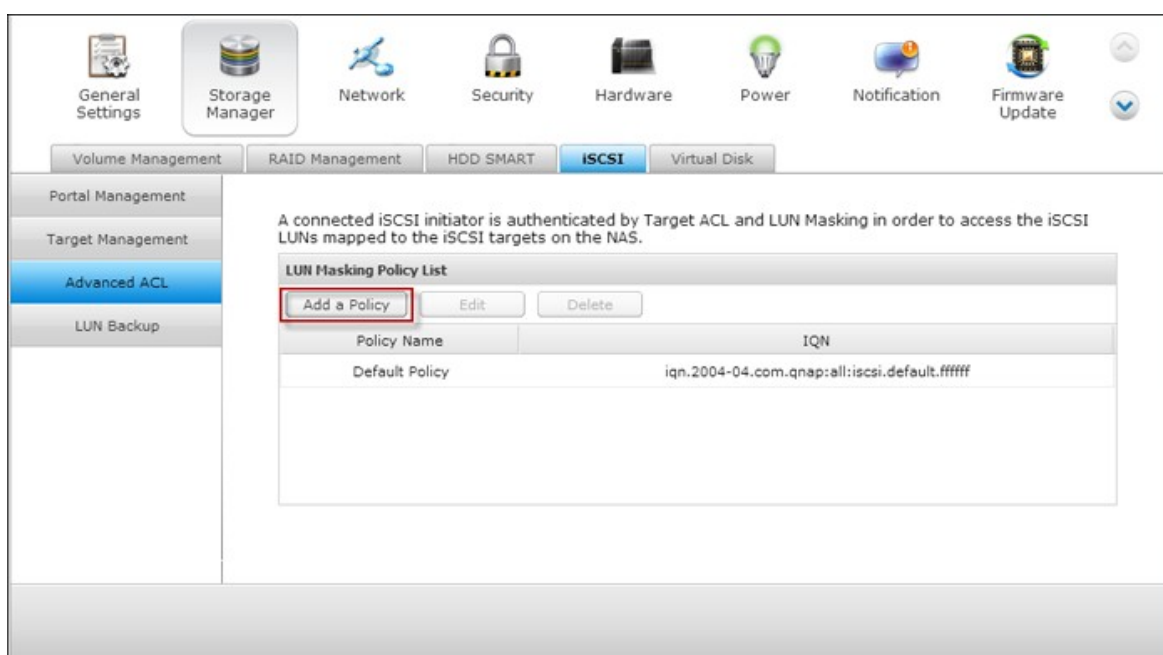 General Settings
Storage Manager
Network
Security
Hardware
Power
Notification
Firmware Update
Volume Management
RAID Management
HDD SMART
iSCSI
Virtual Disk
Portal Management
Target Management
Advanced ACL
LUN Backup
A connected iSCSI initiator is authenticated by Target ACL and LUN Masking in order to access the iSCSI
LUNs mapped to the iSCSI targets on the NAS.
LUN Masking Policy List
Add a Policy
Edit
Delete
Policy Name
IQN
Default Policy
iqn.2004-04.com.qnap:all:iscsi.default.ffffff